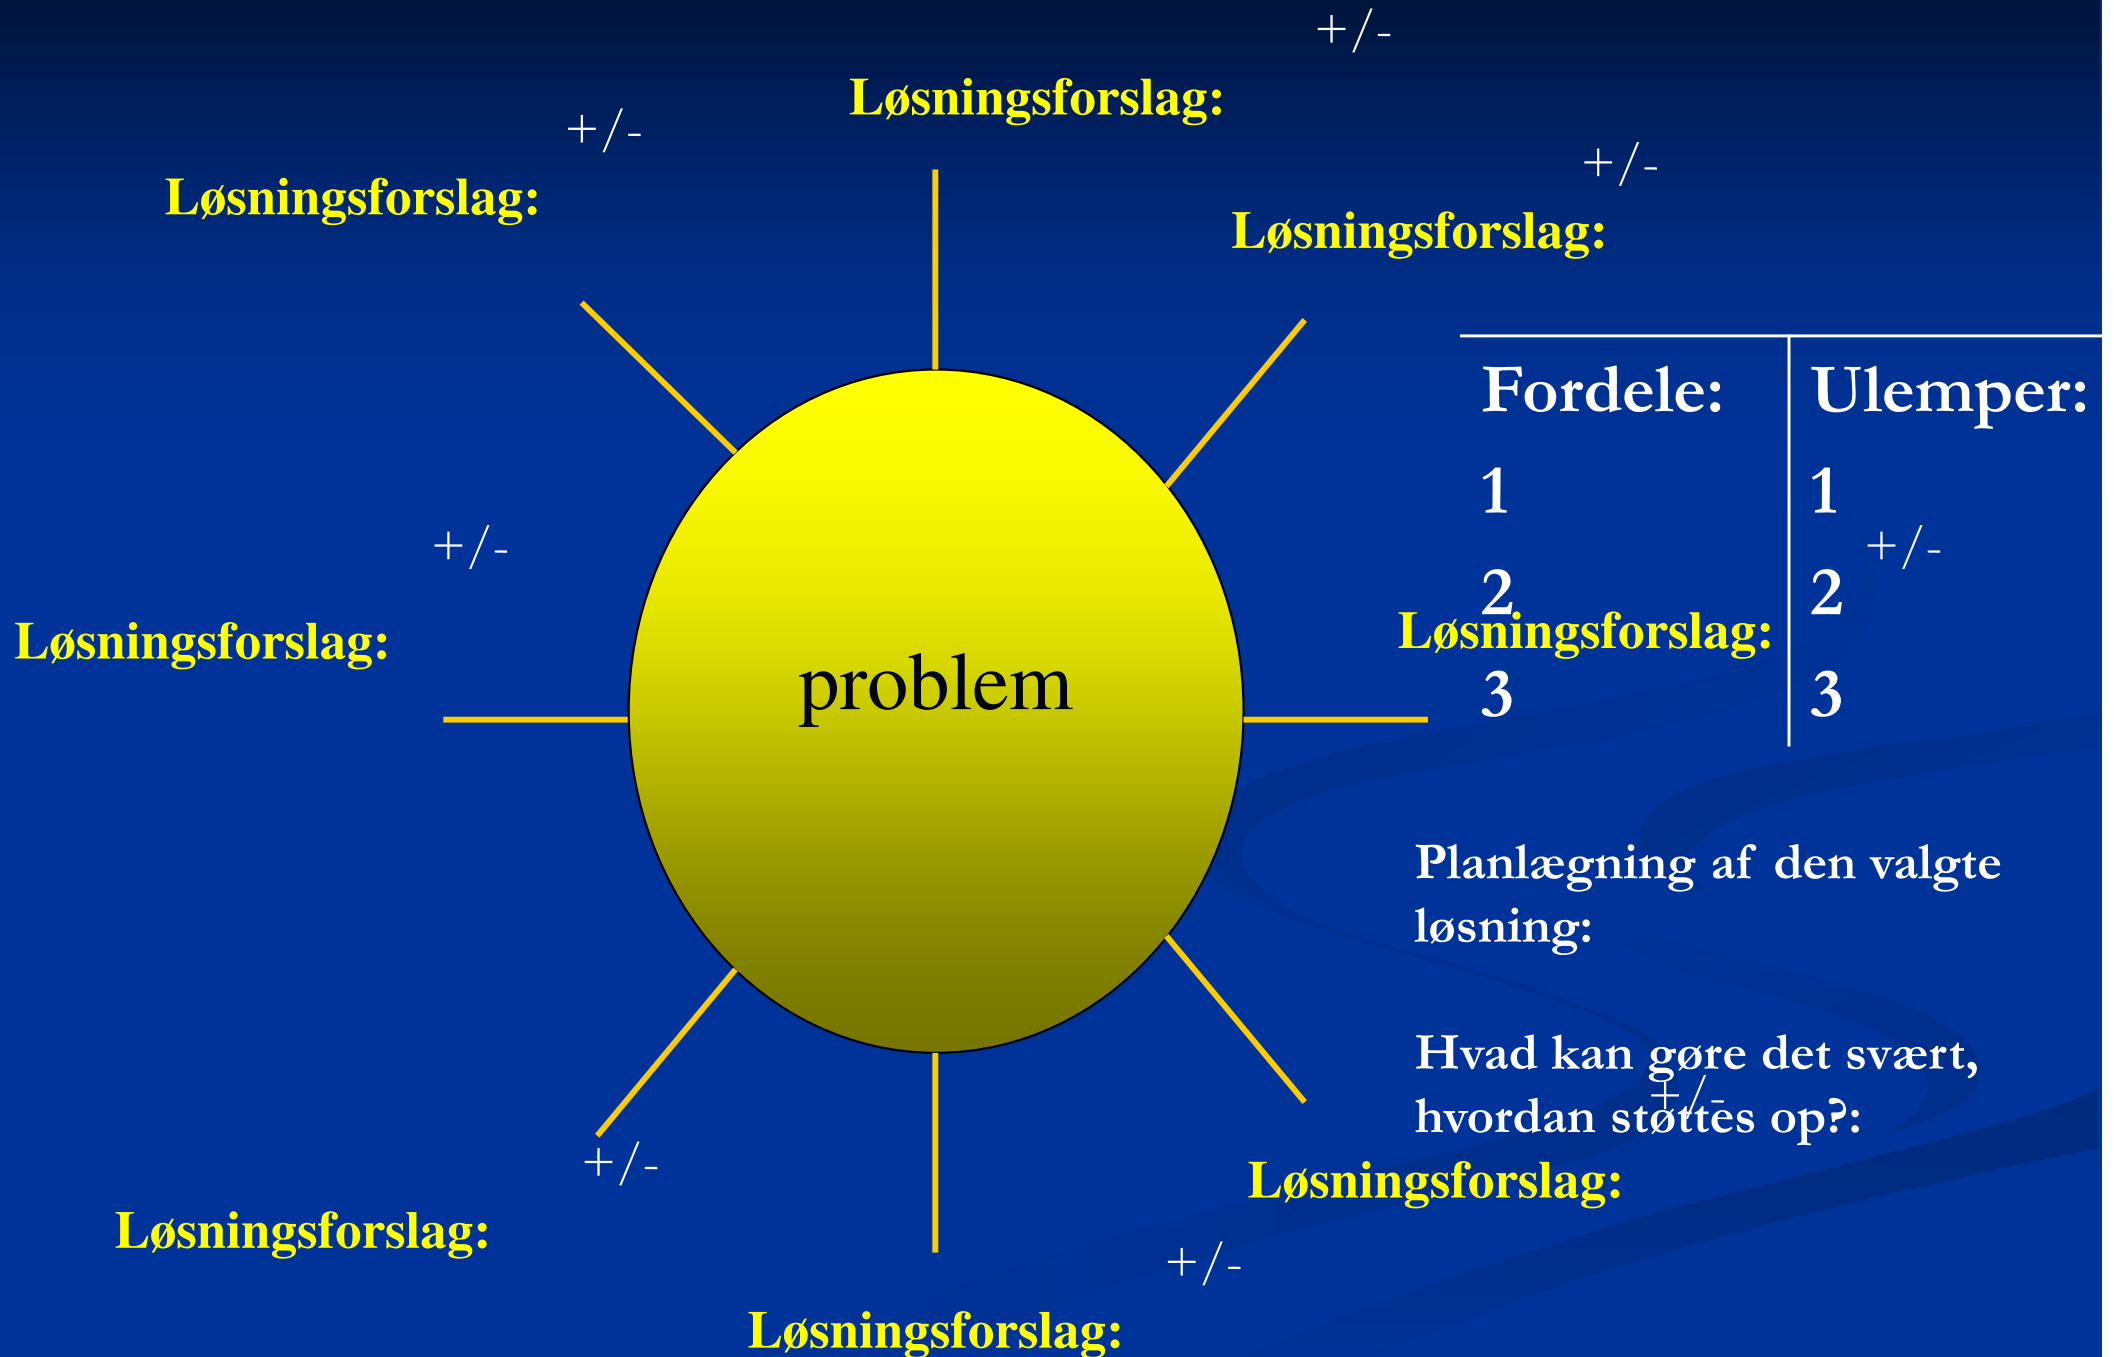 +/-
Løsningsforslag:
+/-
Løsningsforslag:
+/-
Løsningsforslag:
Fordele: Ulemper:
1 1
+/-
+/-
2 2
Løsningsforslag:
Løsningsforslag:
problem
3 3
Planlægning af den valgte
løsning:
Hvad kan gøre det svært,
+/-
hvordan støttes op?:
+/-
Løsningsforslag:
Løsningsforslag:
+/-
Løsningsforslag: